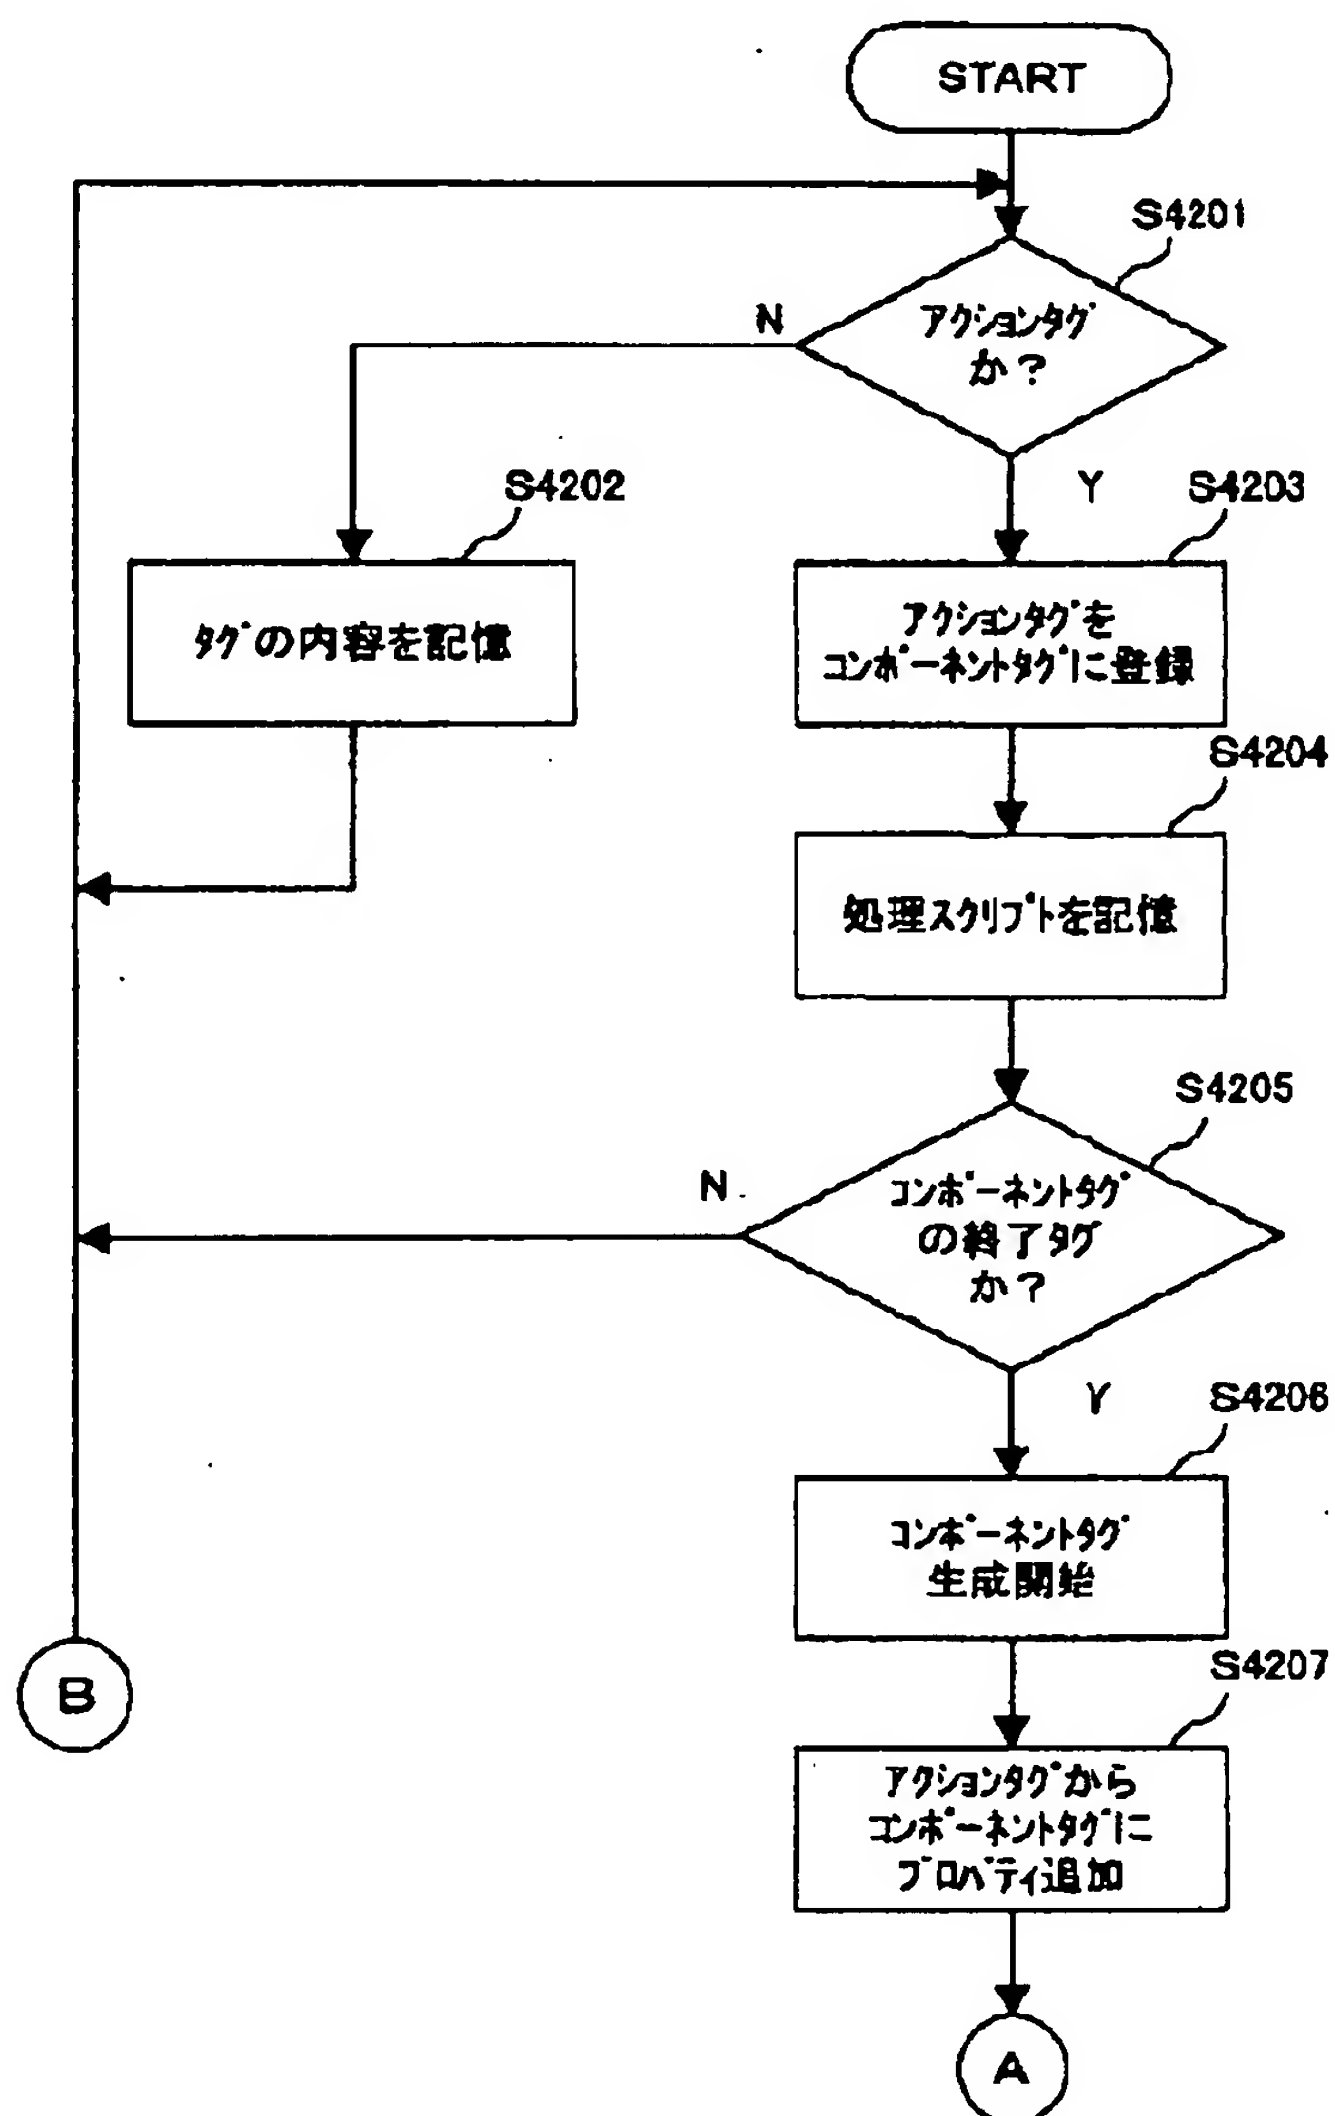 START
S4201
アクションタグ
か？
N
Y
S4202
S4203
タグの内容を記憶
アクションタグを
コンポーネントタグに登録
S4204
処理スクリプトを記憶
S4205
N
コンポーネントタグ
の終了タグ
か？
Y
S4206
コンポーネントタグ
生成開始
B
S4207
アクションタグから
コンポーネントタグに
プロパティ追加
A